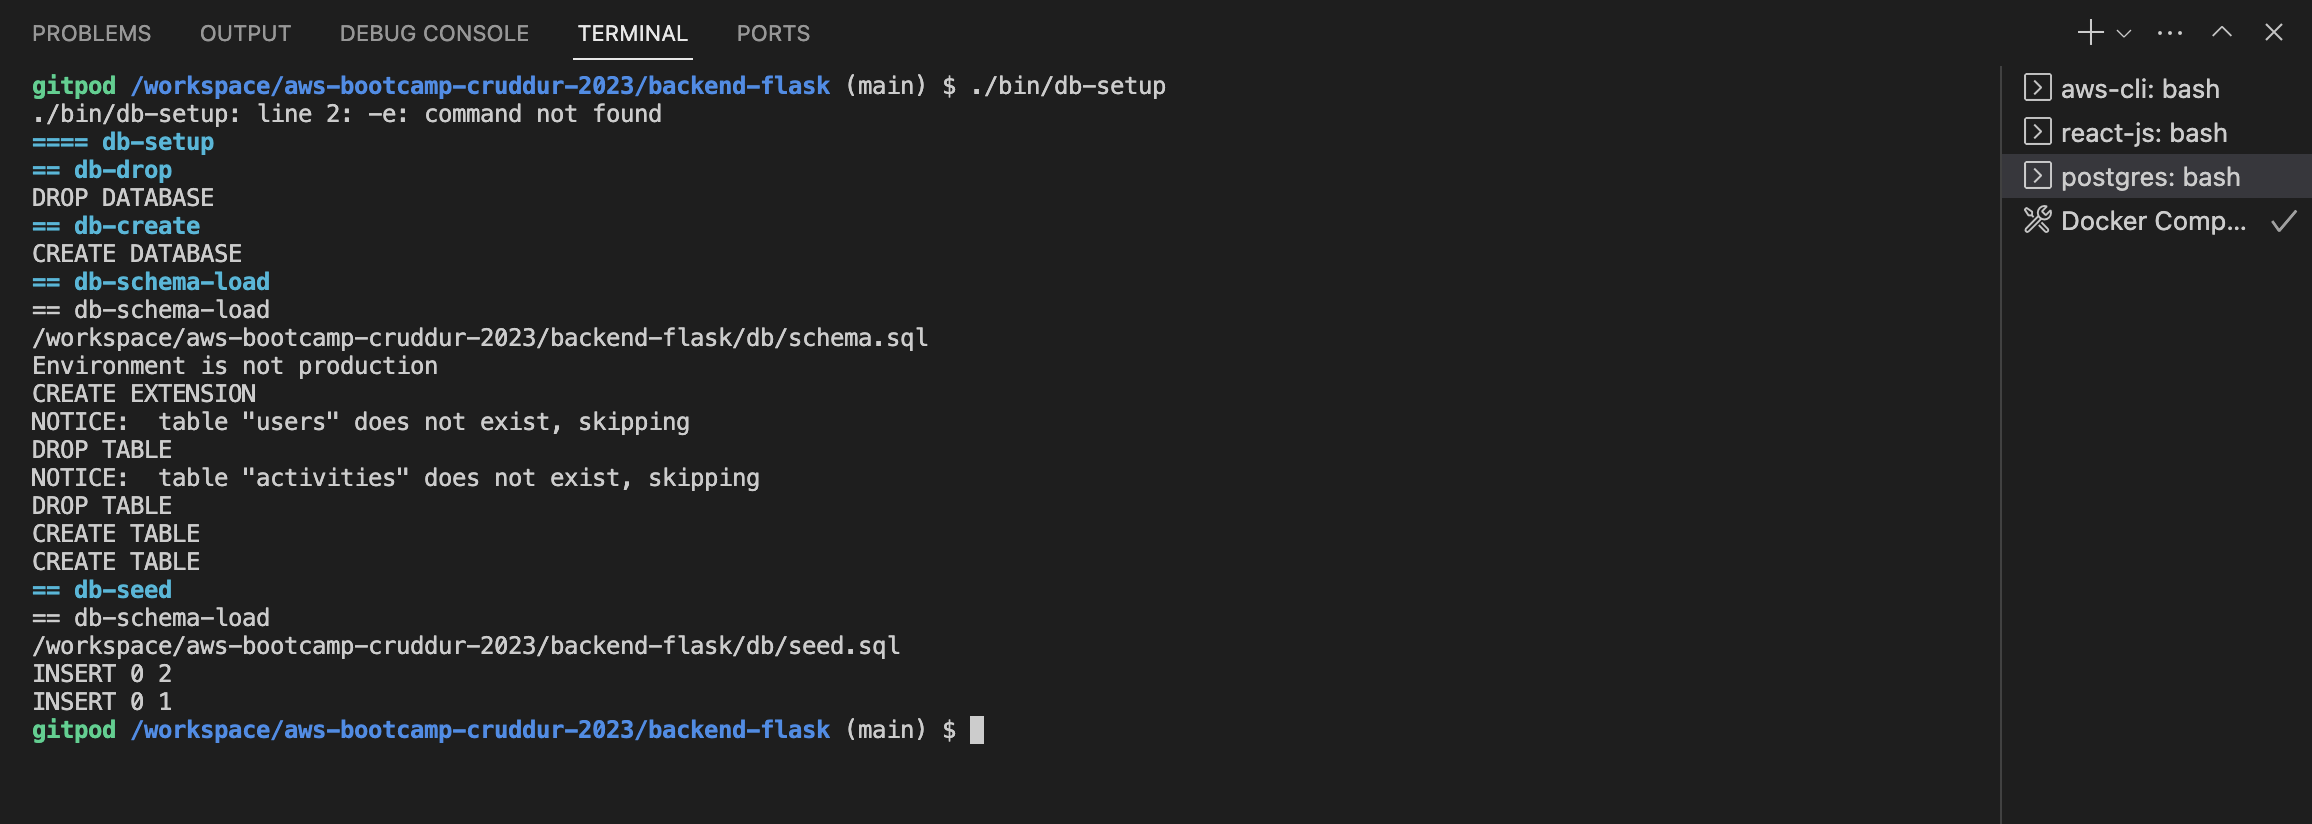 PROBLEMS OUTPUT DEBUG CONSOLE TERMINAL PORTS
gitpod /workspace/aws-bootcamp-cruddur-2023/backend-flask (main) $ ./bin/db-setup
./bin/db-setup: line 2: -e: command not found
==== db-setup
== db-drop
DROP DATABASE
== db-create
CREATE DATABASE
== db-schema-load
== db-schema-load
/workspace/aws-bootcamp-cruddur-2023/backend-flask/db/schema.sql
Environment is not production
CREATE EXTENSION
NOTICE:  table "users" does not exist, skipping
DROP TABLE
NOTICE:  table "activities" does not exist, skipping
DROP TABLE
CREATE TABLE
CREATE TABLE
== db-seed
== db-schema-load
/workspace/aws-bootcamp-cruddur-2023/backend-flask/db/seed.sql
INSERT 0 2
INSERT 0 1
gitpod /workspace/aws-bootcamp-cruddur-2023/backend-flask (main) $
aws-cli: bash
react-js: bash
postgres: bash
Docker Comp...